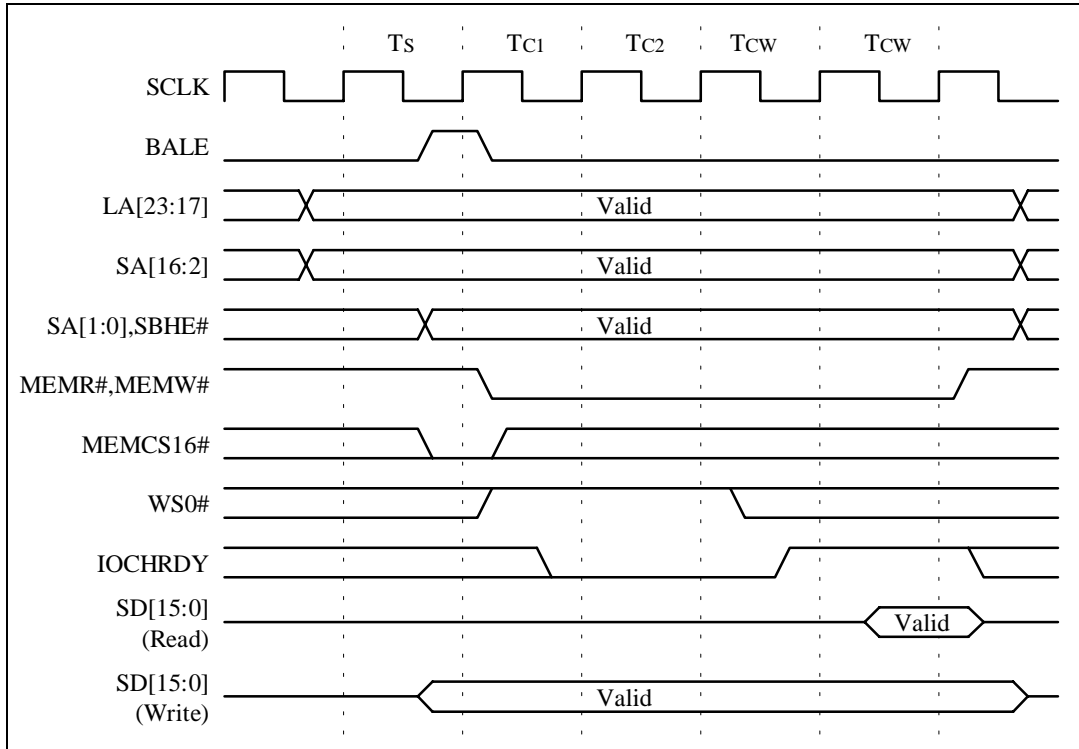 Ts Tc1 Tc2 Tcw Tcw
SCLK
BALE
LA[23:17] Valid
SA[16:2] Valid
SA[1:0],SBHE# Valid
MEMR#,MEMW#
MEMCS16#
WS0#
IOCHRDY
SD[15:0]
(Read) Valid
SD[15:0]
(Write) Valid